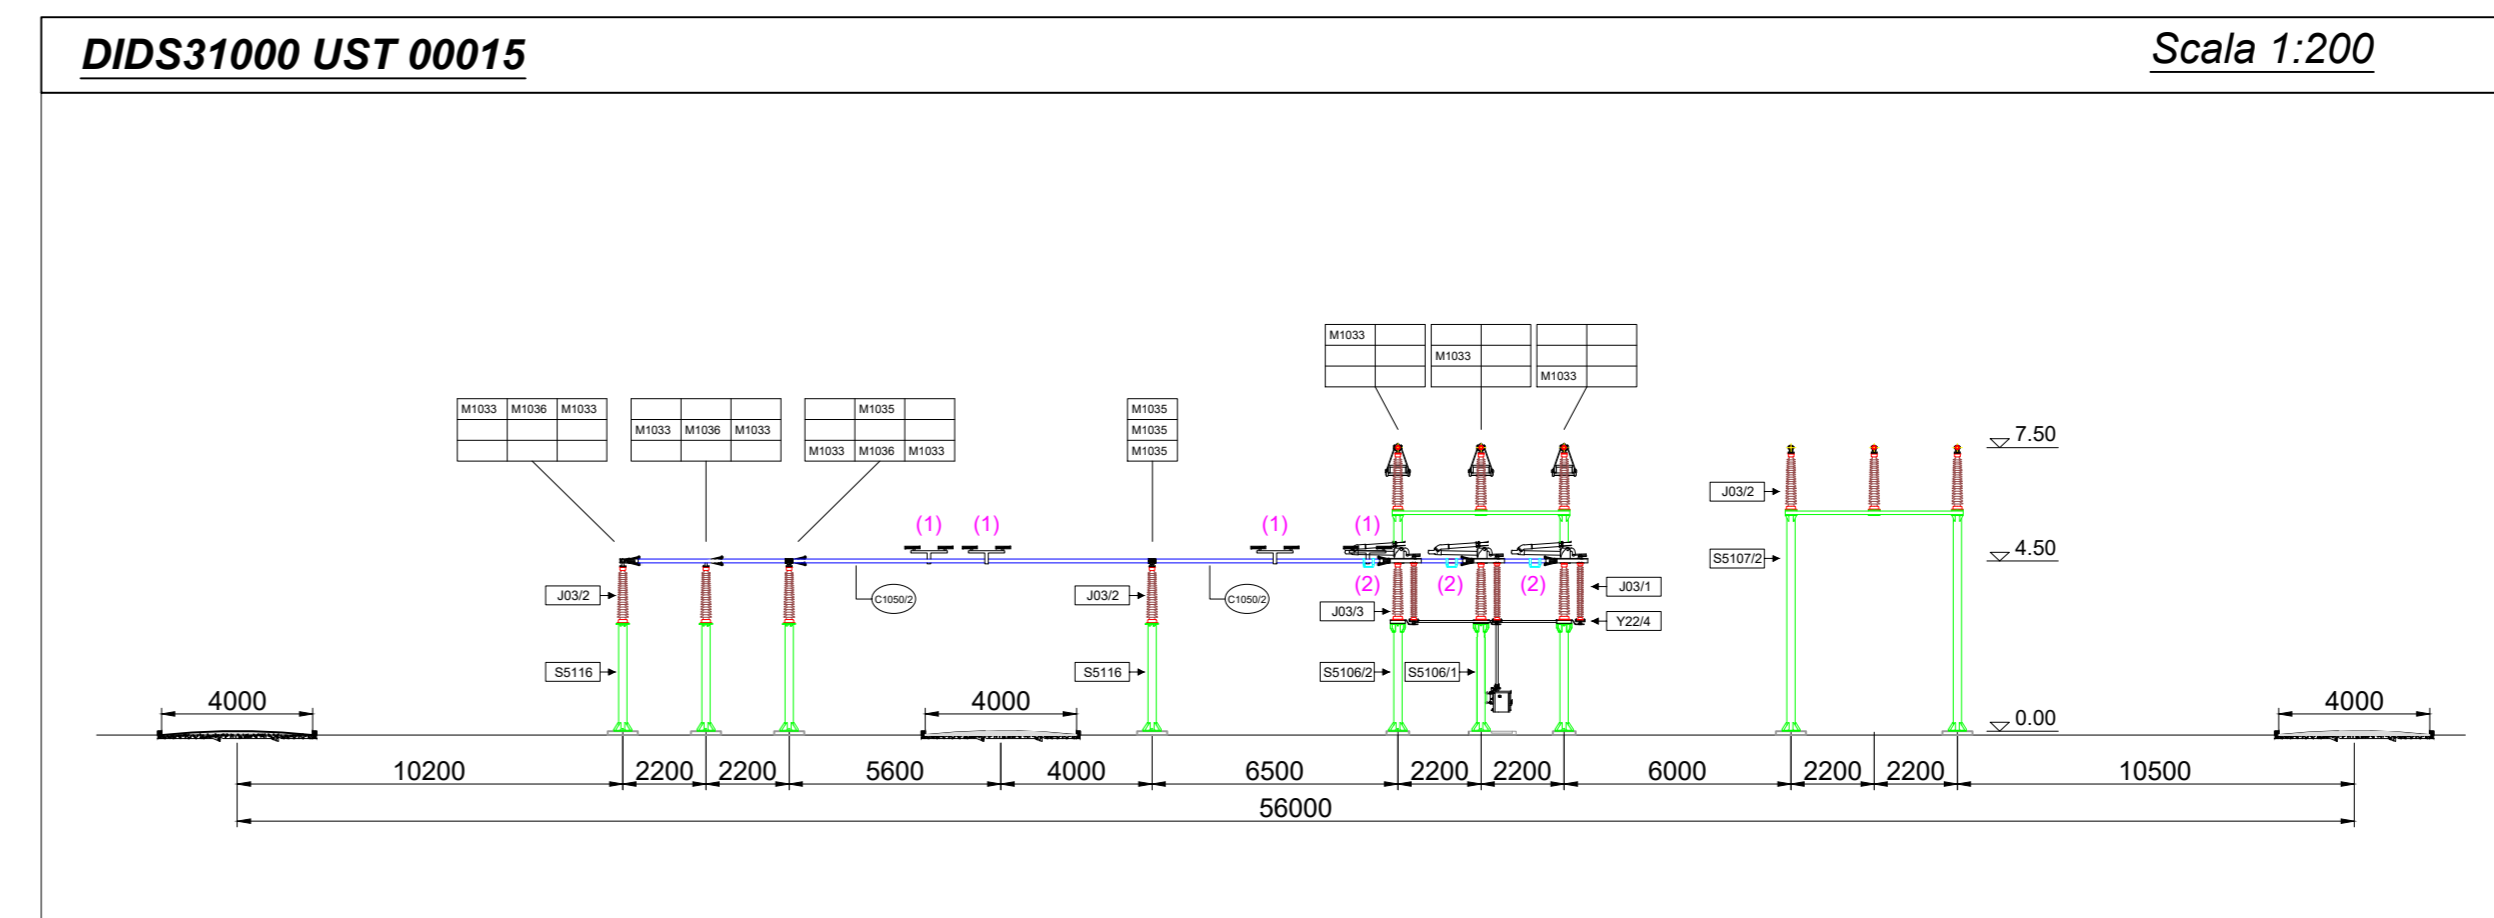 DIDS31000 UST 00015 Scala 1:200
M1033
M1033
M1033
M1033 M1036 M1033
M1033 M1036 M1033
M1035
M1033 M1036 M1033
M1035
M1035
M1035
7.50
J03/2
(1) (1) (1) (1)
4.50
S5107/2
(2) (2) (2)
J03/2 C1050/2 J03/2 C1050/2 J03/3 J03/1
Y22/4
S5116 S5116 S5106/2 S5106/1
4000 4000 4000
0.00
10200 2200 2200 5600 4000 6500 2200 2200 6000 2200 2200 10500
56000